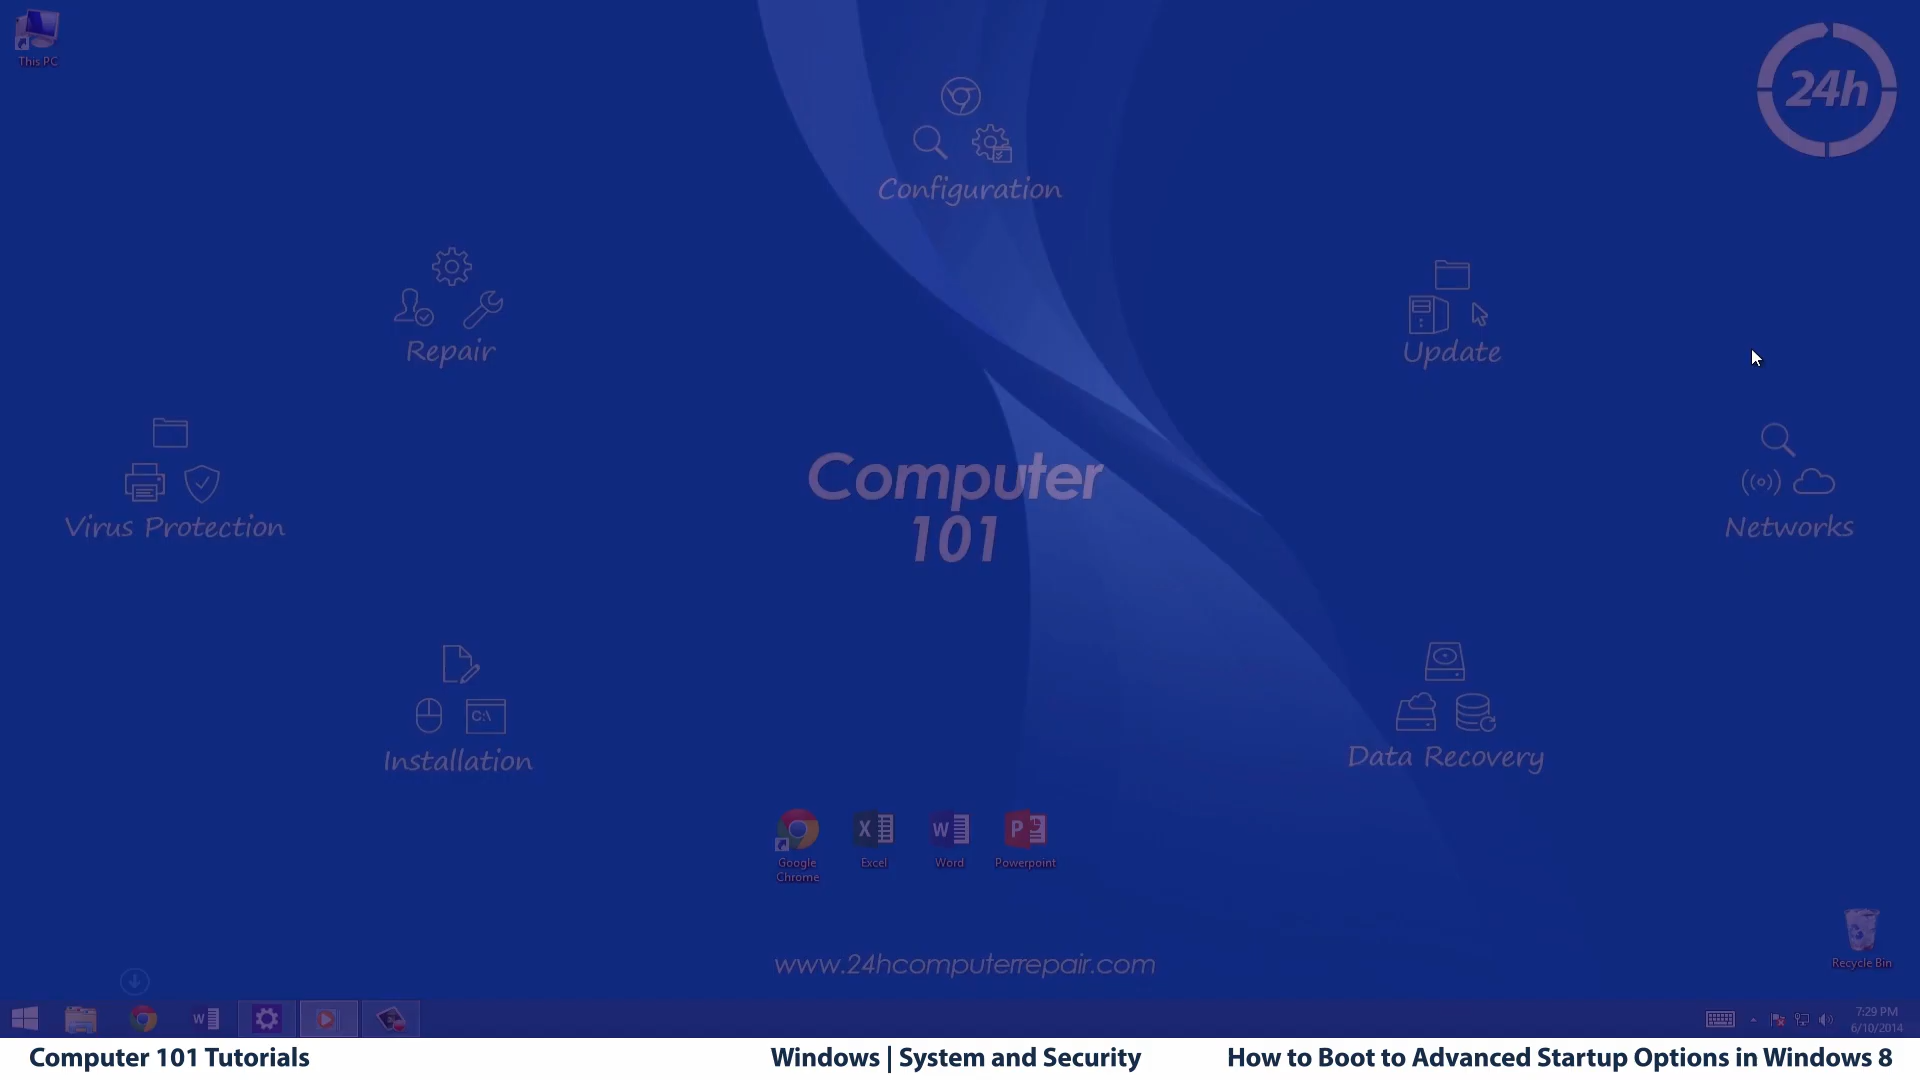 This PC
24h
Configuration
Repair
Update
Virus Protection
Networks
Computer
101
C:\
Installation
Data Recovery
Google
Chrome
Excel
Word
Powerpoint
www.24hcomputerrepair.com
Recycle Bin
7:29 PM
6/10/2014
Computer 101 Tutorials
Windows | System and Security
How to Boot to Advanced Startup Options in Windows 8